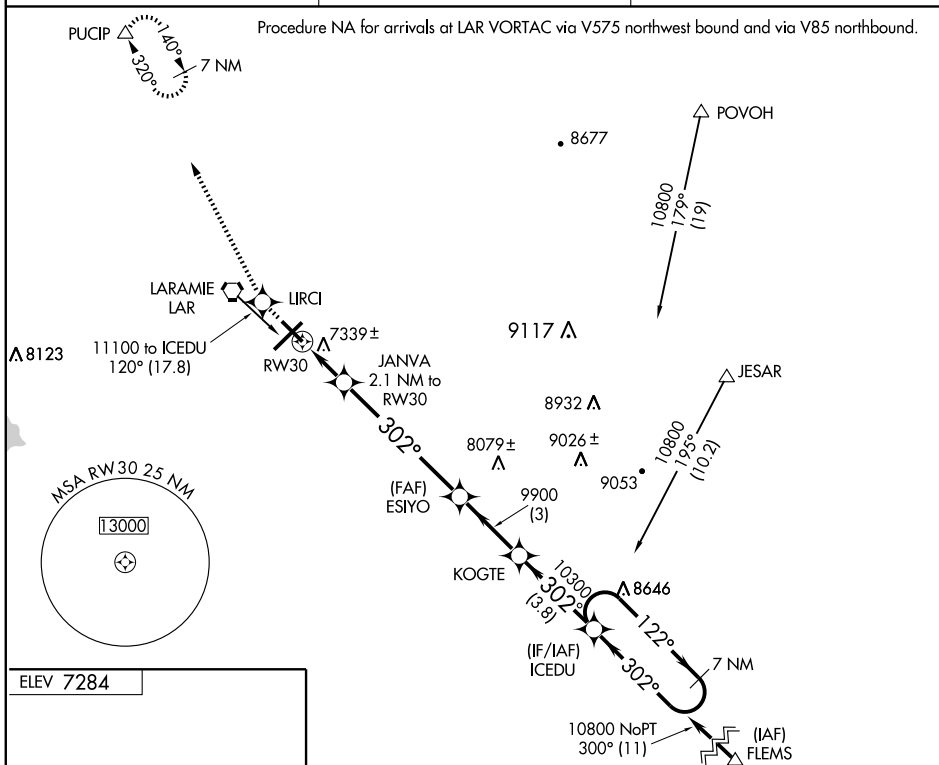 Procedure NA for arrivals at LAR VORTAC via V575 northwest bound and via V85 northbound.
PUCIP
140°
320°
7 NM
POVOH
8677
10800
179°
(19)
LARAMIE
LAR
LIRCI
11100 to ICEDU
120° (17.8)
8123
RW30
7339±
JANVA
2.1 NM to
RW30
9117
JESAR
8932
302°
8079±
9026±
9053
10800
195°
(10.2)
MSA RW30 25 NM
13000
(FAF)
ESIYO
9900
(3)
KOGTE
10300
302°
(3.8)
8646
122°
(IF/IAF)
ICEDU
302°
7 NM
ELEV 7284
10800 NoPT
300° (11)
(IAF)
FLEMS